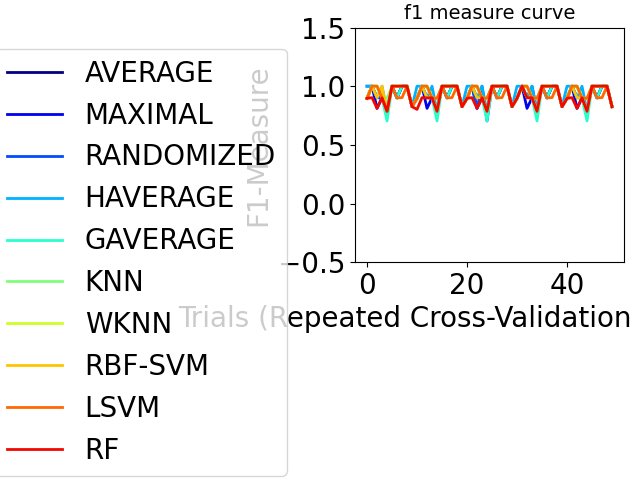 f1 measure curve
AVERAGE
MAXIMAL
RANDOMIZED
HAVERAGE
GAVERAGE
KNN
WKNN
RBF-SVM
LSVM
RF
F1-Measure
1.5
1.0
0.5
0.0
−0.5
0 20 40
Trials (Repeated Cross-Validation